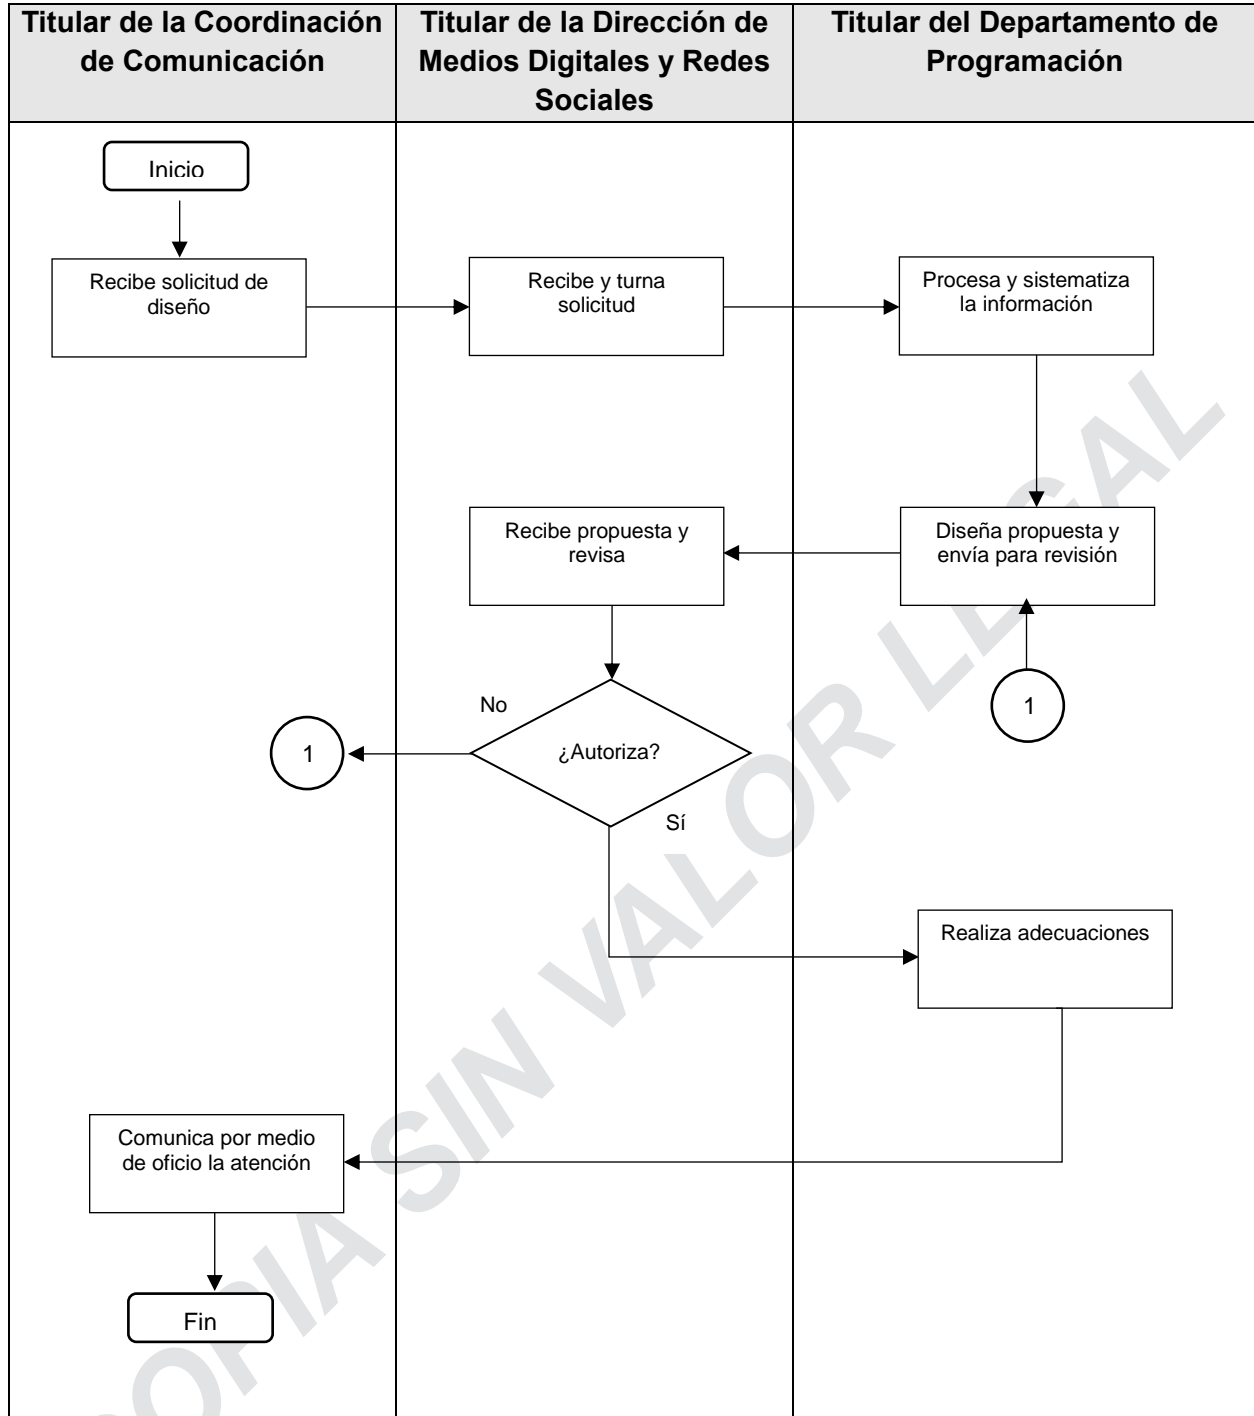 Titular de la Coordinación
de Comunicación
Titular de la Dirección de
Medios Digitales y Redes
Sociales
Titular del Departamento de
Programación
Inicio
Recibe solicitud de
diseño
Recibe y turna
solicitud
Procesa y sistematiza
la información
Recibe propuesta y
revisa
Diseña propuesta y
envía para revisión
No
1
¿Autoriza?
1
Sí
Realiza adecuaciones
Comunica por medio
de oficio la atención
Fin
COPIA SIN VALOR LEGAL